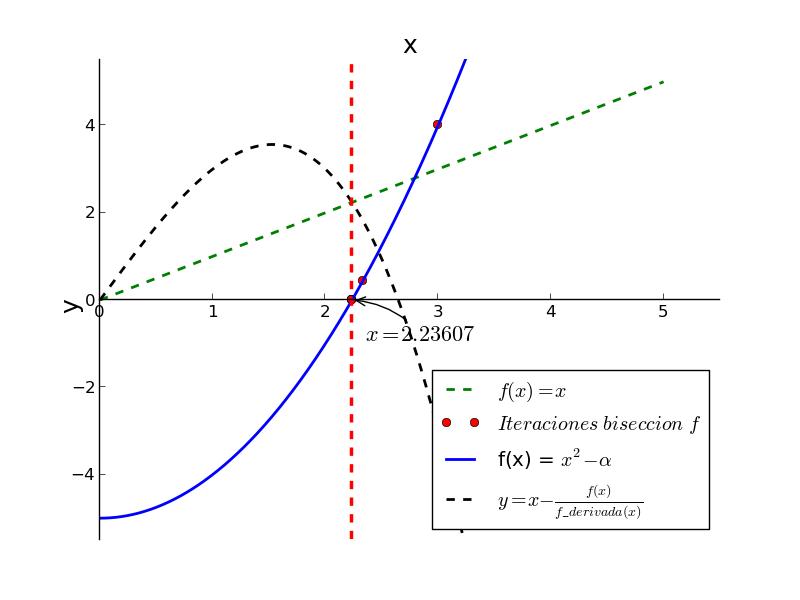 x
y
4
2
0
−2
−4
0
1
2
3
4
5
x=2.23607
f(x)=x
Iteraciones biseccion f
f(x) = x² − α
y=x− f(x) / f_derivada(x)